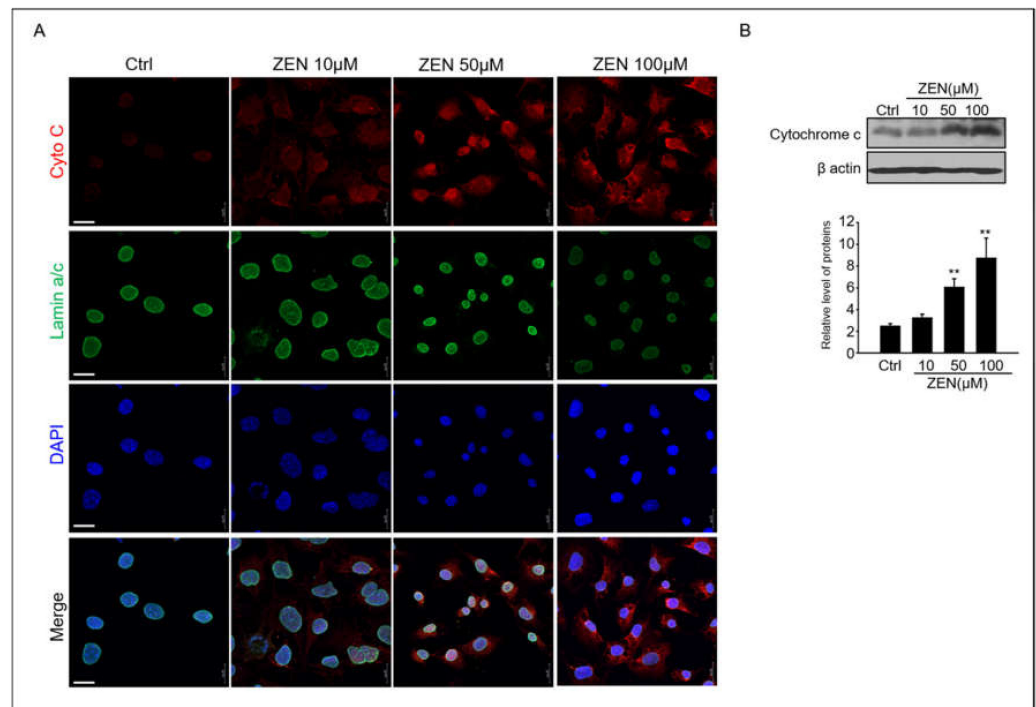 A
Ctrl
ZEN 10μM
ZEN 50μM
ZEN 100μM
Cyto C
Lamin a/c
DAPI
Merge
B
ZEN(μM)
Ctrl 10 50 100
Cytochrome c
β actin
Relative level of proteins
12
10
8
6
4
2
0
**
**
Ctrl 10 50 100
ZEN(μM)